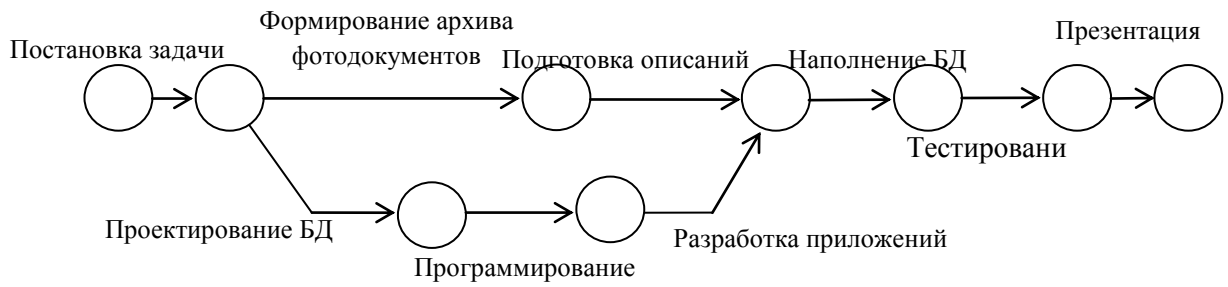 Постановка задачи
Формирование архива
фотодокументов
Подготовка описаний
Наполнение БД
Презентация
Тестировани
Проектирование БД
Программирование
Разработка приложений